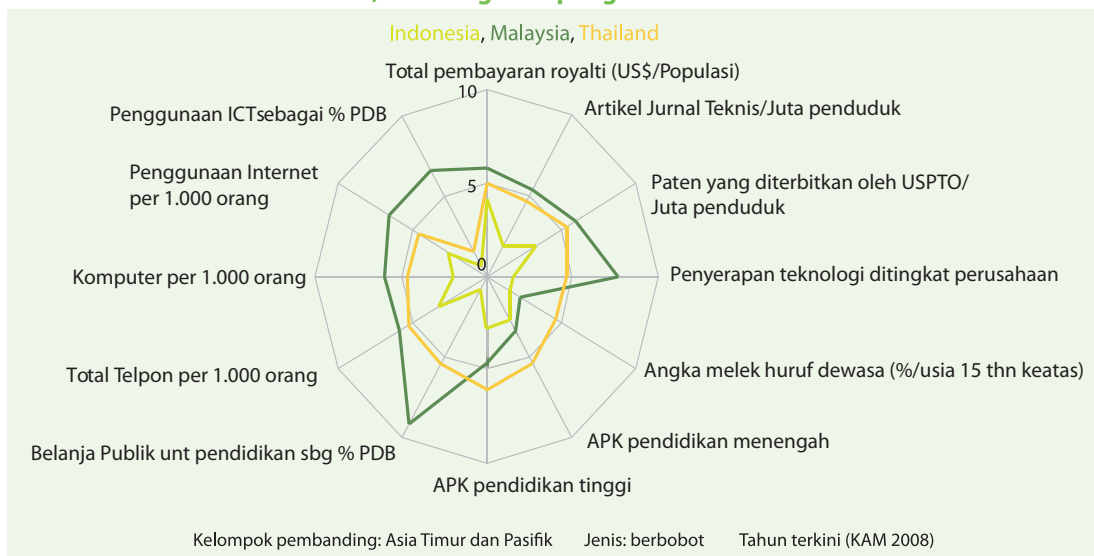 Indonesia, Malaysia, Thailand
Total pembayaran royalti (US$/Populasi)
10
Penggunaan ICTsebagai % PDB
Artikel Jurnal Teknis/Juta penduduk
Penggunaan Internet
per 1.000 orang
5
Paten yang diterbitkan oleh USPTO/
Juta penduduk
0
Komputer per 1.000 orang
Penyerapan teknologi ditingkat perusahaan
Total Telpon per 1.000 orang
Angka melek huruf dewasa (%/usia 15 thn keatas)
Belanja Publik unt pendidikan sbg % PDB
APK pendidikan menengah
APK pendidikan tinggi
Kelompok pembanding: Asia Timur dan Pasifik Jenis: berbobot Tahun terkini (KAM 2008)